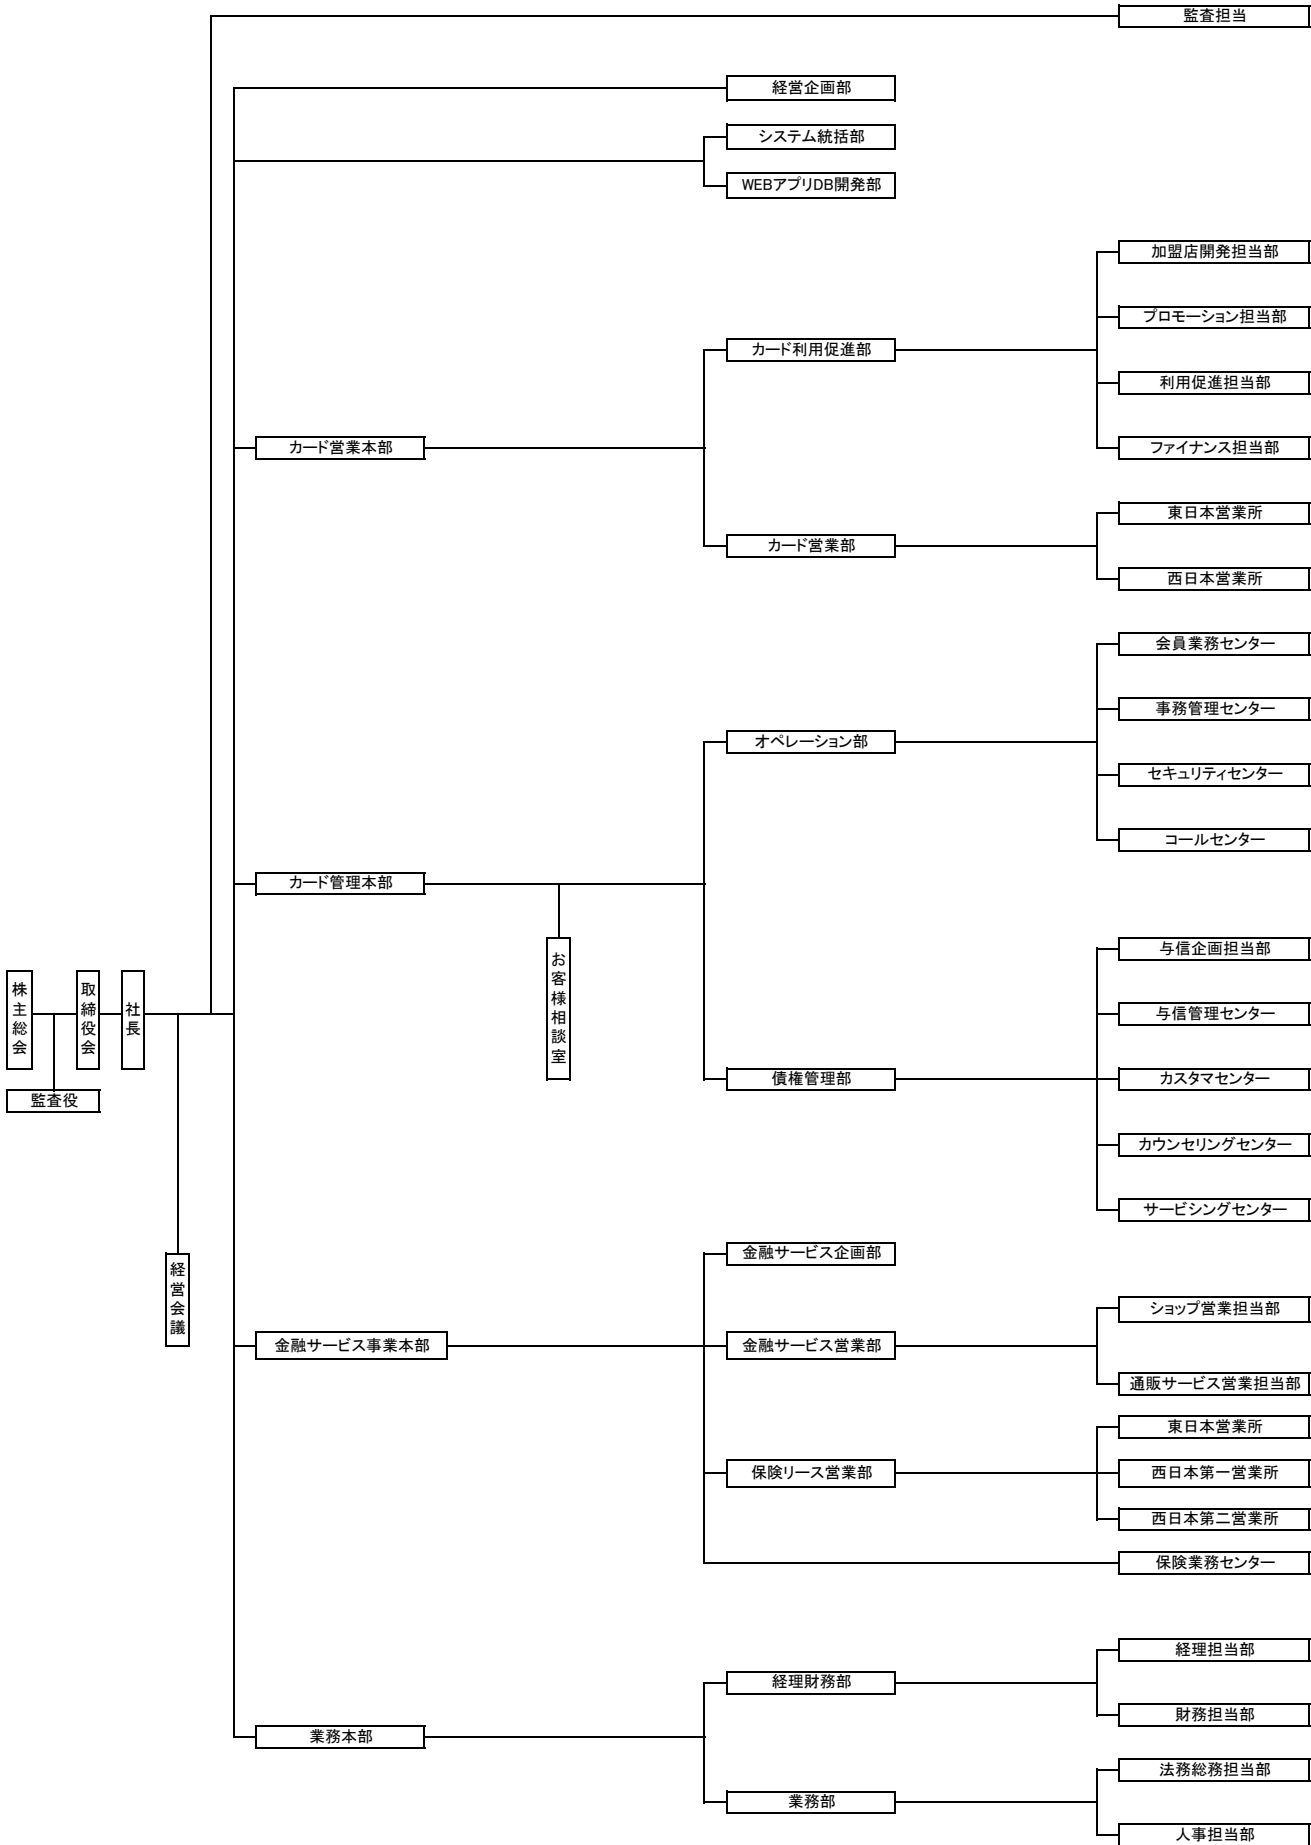 監査担当
経営企画部
システム統括部
WEBアプリDB開発部
加盟店開発担当部
プロモーション担当部
カード利用促進部
利用促進担当部
カード営業本部
ファイナンス担当部
東日本営業所
カード営業部
西日本営業所
会員業務センター
事務管理センター
オペレーション部
セキュリティセンター
コールセンター
カード管理本部
お客様相談室
与信企画担当部
株主総会
取締役会
社長
与信管理センター
債権管理部
カスタマセンター
監査役
カウンセリングセンター
サービシングセンター
金融サービス企画部
経営会議
ショップ営業担当部
金融サービス事業本部
金融サービス営業部
通販サービス営業担当部
東日本営業所
保険リース営業部
西日本第一営業所
西日本第二営業所
保険業務センター
経理担当部
経理財務部
財務担当部
業務本部
法務総務担当部
業務部
人事担当部